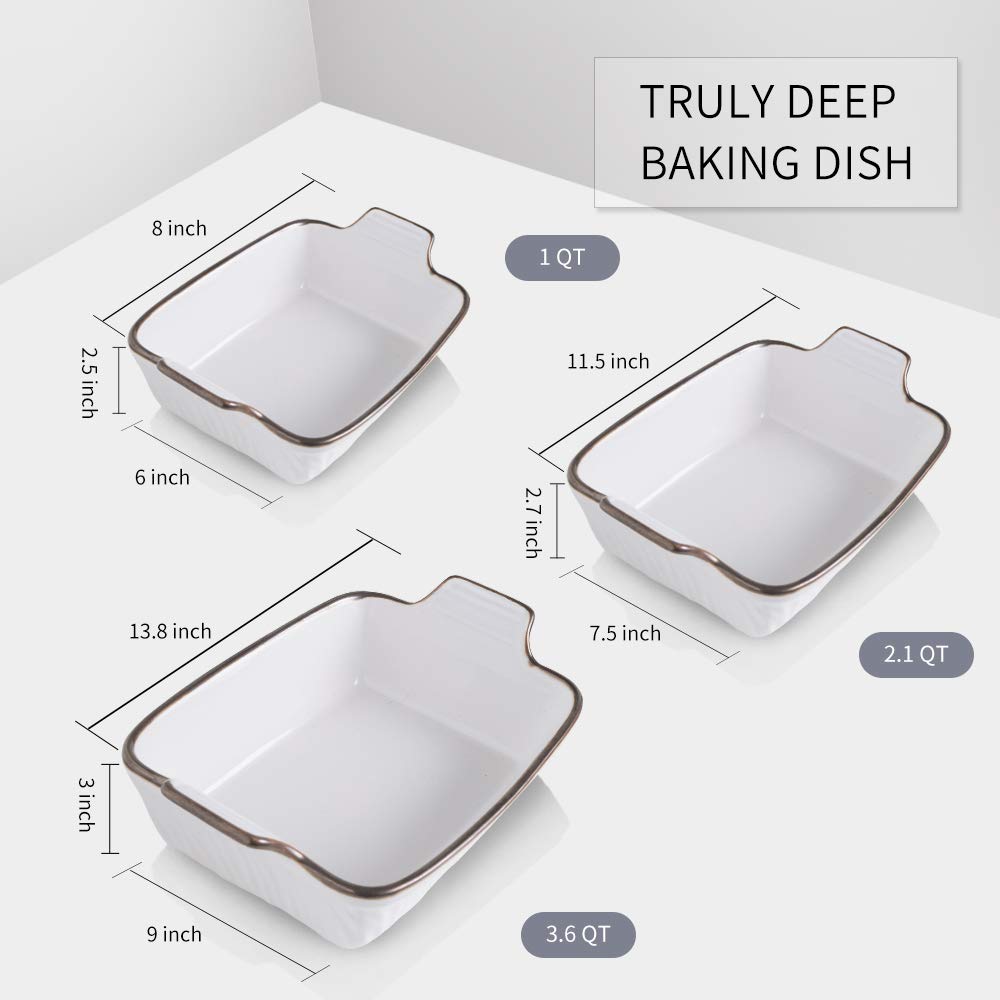 TRULY DEEP
BAKING DISH
8 inch
1 QT
2.5 inch
6 inch
11.5 inch
2.7 inch
7.5 inch
2.1 QT
13.8 inch
3 inch
9 inch
3.6 QT